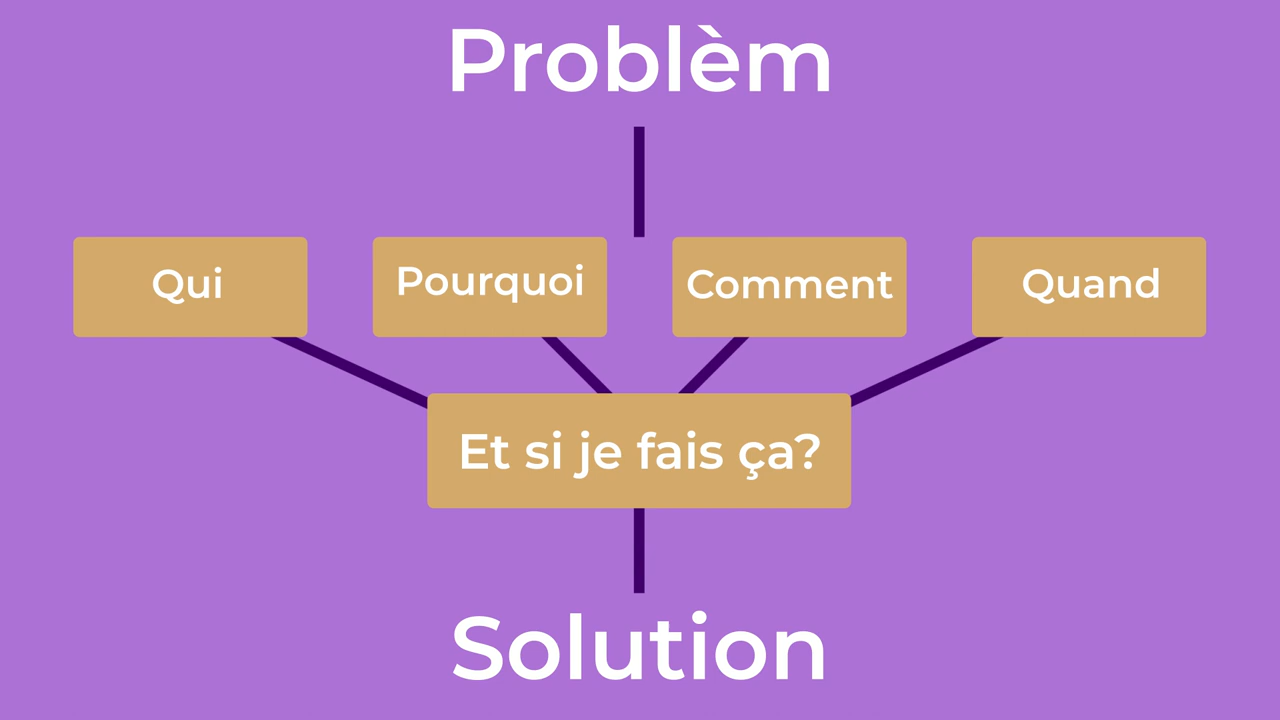 Problèm
Qui
Pourquoi
Comment
Quand
Et si je fais ça?
Solution